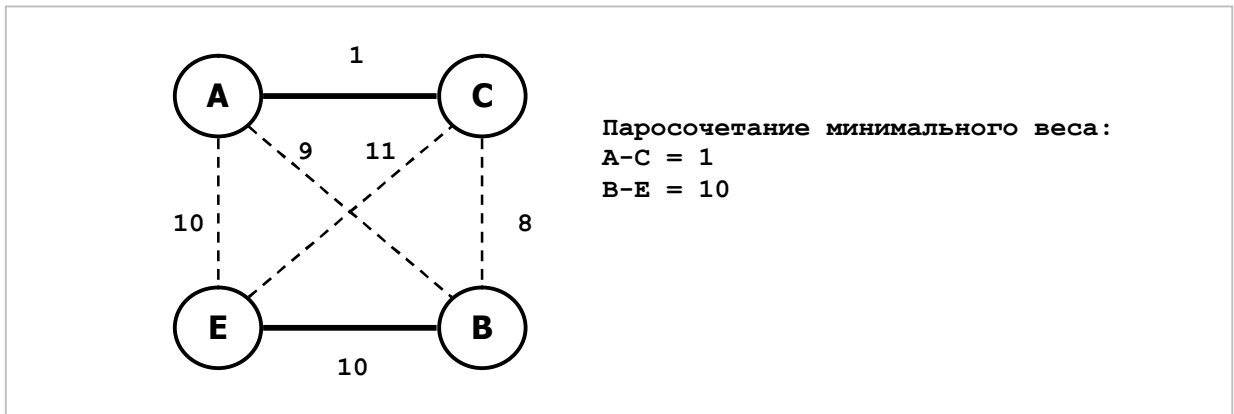 1
A
C
9
11
10
8
E
B
10
Паросочетание минимального веса:
A-C = 1
B-E = 10